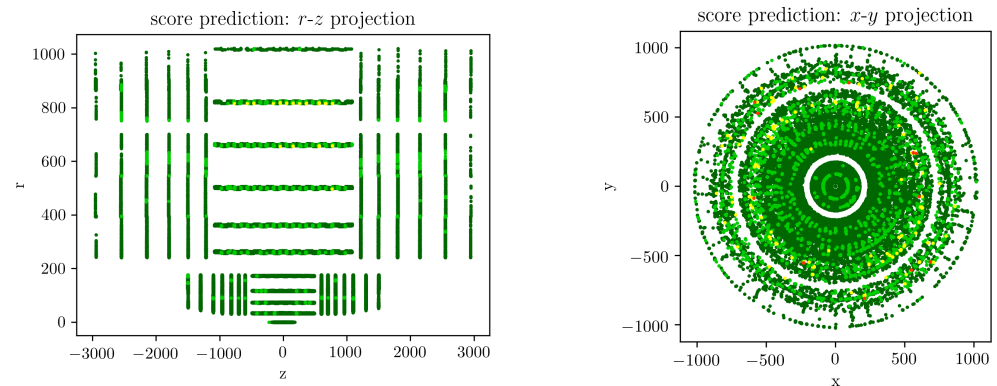 score prediction: r-z projection
1000
800
600
400
200
0
r
−3000 −2000 −1000 0 1000 2000 3000
z
score prediction: x-y projection
1000
500
0
−500
−1000
y
−1000 −500 0 500 1000
x